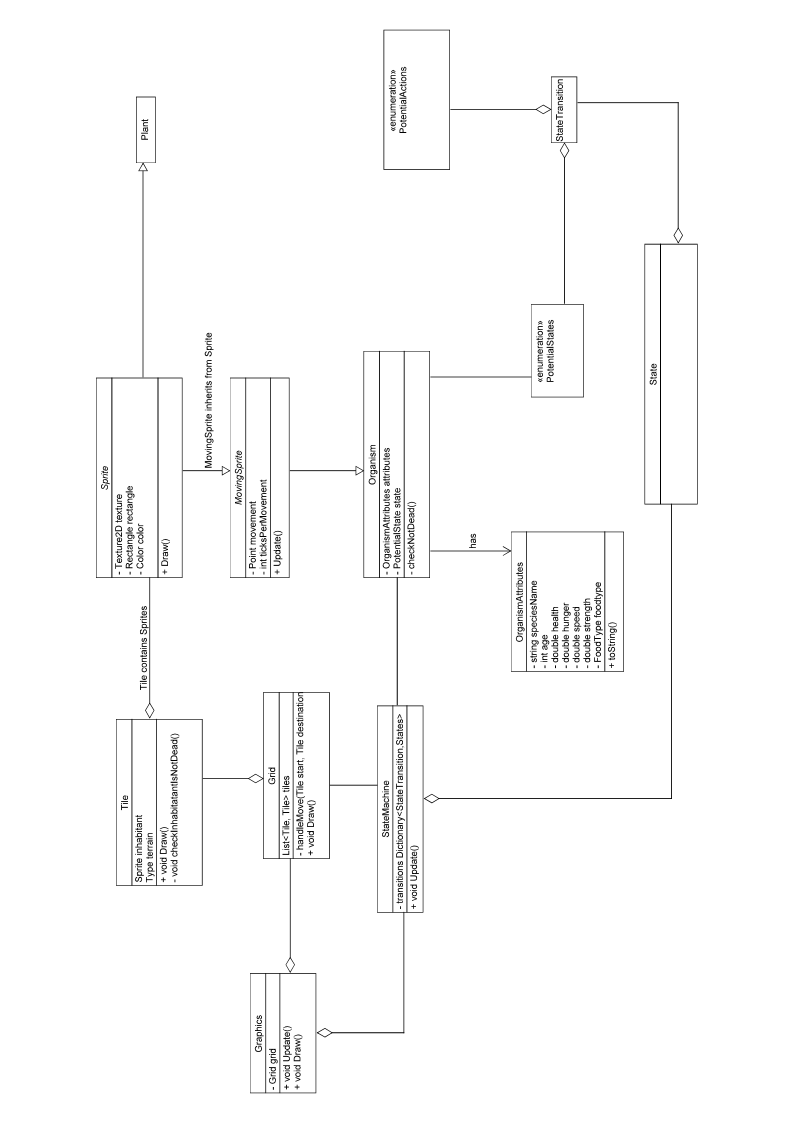 Graphics
- Grid grid
+ void Update()
+ void Draw()
Tile
Sprite inhabitant
Type terrain
+ void Draw()
- void checkInhabitatantIsNotDead()
Tile contains Sprites
Sprite
- Texture2D texture
- Rectangle rectangle
- Color color
+ Draw()
Plant
MovingSprite inherits from Sprite
Grid
List<Tile, Tile> tiles
- handleMove(Tile start, Tile destination
+ void Draw()
MovingSprite
- Point movement
- int ticksPerMovement
+ Update()
StateMachine
- transitions Dictionary<StateTransition,States>
+ void Update()
Organism
- OrganismAttributes attributes
- PotentialState state
- checkNotDead()
«enumeration»
PotentialActions
has
OrganismAttributes
- string speciesName
- int age
- double health
- double hunger
- double speed
- double strength
- FoodType foodtype
+ toString()
«enumeration»
PotentialStates
StateTransition
State